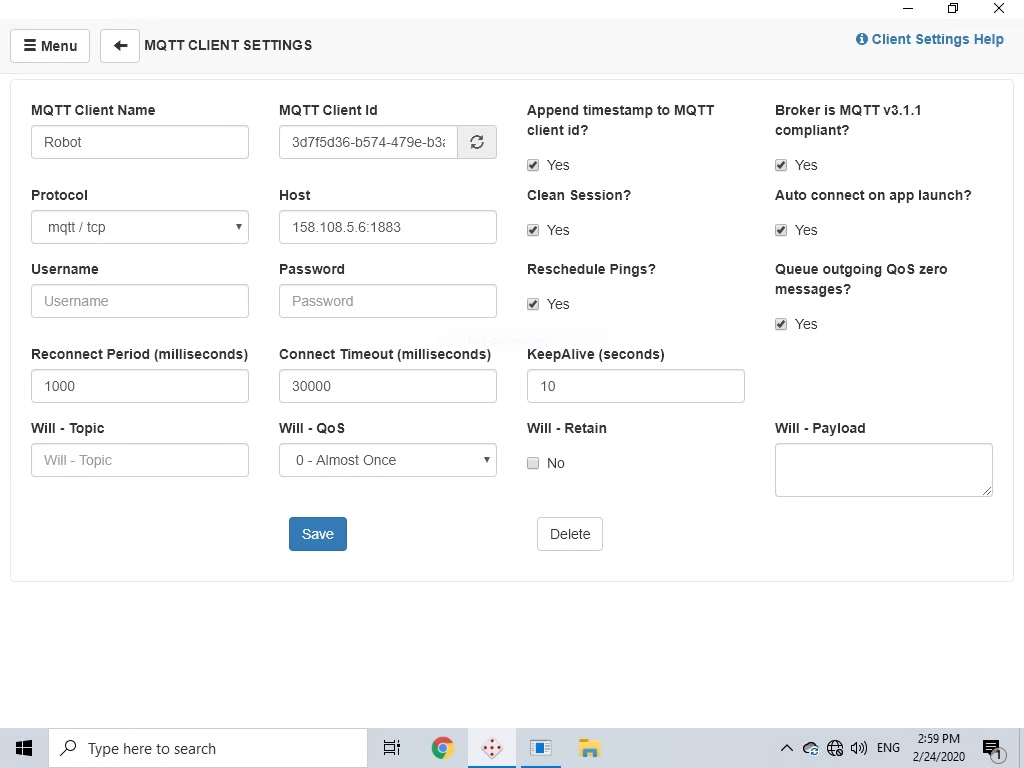 Menu
MQTT CLIENT SETTINGS
Client Settings Help
MQTT Client Name
Robot
MQTT Client Id
3d7f5d36-b574-479e-b3
Append timestamp to MQTT
client id?
Yes
Broker is MQTT v3.1.1
compliant?
Yes
Protocol
mqtt / tcp
Host
158.108.5.6:1883
Clean Session?
Yes
Auto connect on app launch?
Yes
Username
Username
Password
Password
Reschedule Pings?
Yes
Queue outgoing QoS zero
messages?
Yes
Reconnect Period (milliseconds)
1000
Connect Timeout (milliseconds)
30000
KeepAlive (seconds)
10
Will - Topic
Will - Topic
Will - QoS
0 - Almost Once
Will - Retain
No
Will - Payload
Save
Delete
Type here to search
ENG
2:59 PM
2/24/2020
1